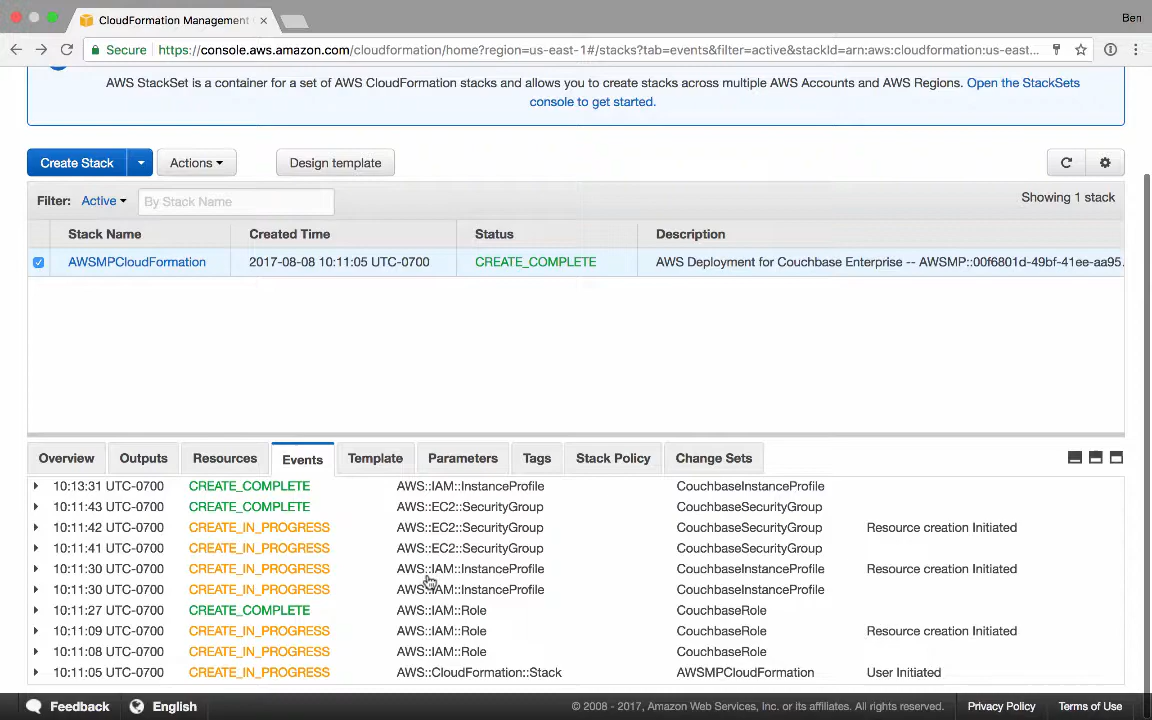 CloudFormation Management
Ben
Secure https://console.aws.amazon.com/cloudformation/home?region=us-east-1#/stacks?tab=events&filter=active&stackId=arn:aws:cloudformation:us-east...
AWS StackSet is a container for a set of AWS CloudFormation stacks and allows you to create stacks across multiple AWS Accounts and AWS Regions. Open the StackSets
console to get started.
Create Stack Actions Design template
Filter: Active By Stack Name Showing 1 stack
Stack Name Created Time Status Description
AWSMPCloudFormation 2017-08-08 10:11:05 UTC-0700 CREATE_COMPLETE AWS Deployment for Couchbase Enterprise -- AWSMP::00f6801d-49bf-41ee-aa95.
Overview Outputs Resources Events Template Parameters Tags Stack Policy Change Sets
10:13:31 UTC-0700 CREATE_COMPLETE AWS::IAM::InstanceProfile CouchbaseInstanceProfile
10:11:43 UTC-0700 CREATE_COMPLETE AWS::EC2::SecurityGroup CouchbaseSecurityGroup
10:11:42 UTC-0700 CREATE_IN_PROGRESS AWS::EC2::SecurityGroup CouchbaseSecurityGroup Resource creation Initiated
10:11:41 UTC-0700 CREATE_IN_PROGRESS AWS::EC2::SecurityGroup CouchbaseSecurityGroup
10:11:30 UTC-0700 CREATE_IN_PROGRESS AWS::IAM::InstanceProfile CouchbaseInstanceProfile Resource creation Initiated
10:11:30 UTC-0700 CREATE_IN_PROGRESS AWS::IAM::InstanceProfile CouchbaseInstanceProfile
10:11:27 UTC-0700 CREATE_COMPLETE AWS::IAM::Role CouchbaseRole
10:11:09 UTC-0700 CREATE_IN_PROGRESS AWS::IAM::Role CouchbaseRole Resource creation Initiated
10:11:08 UTC-0700 CREATE_IN_PROGRESS AWS::IAM::Role CouchbaseRole
10:11:05 UTC-0700 CREATE_IN_PROGRESS AWS::CloudFormation::Stack AWSMPCloudFormation User Initiated
Feedback English © 2008 - 2017, Amazon Web Services, Inc. or its affiliates. All rights reserved. Privacy Policy Terms of Use